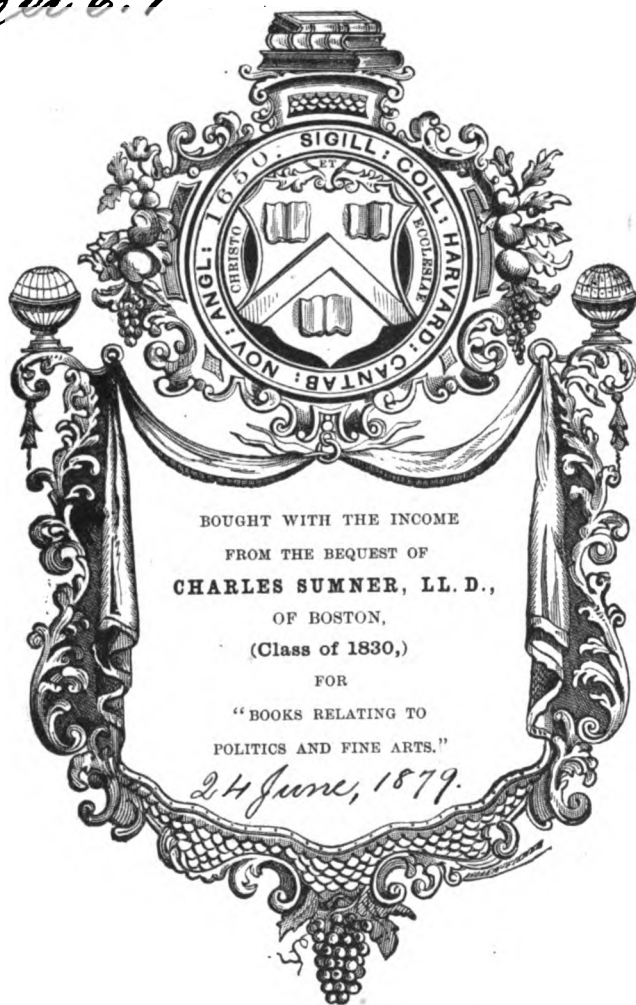 SIGILL: COLL: HARVARD: CANTAB: NOV: ANGL: 1650:
ET
CHRISTO
ECCLESIAE
BOUGHT WITH THE INCOME
FROM THE BEQUEST OF
CHARLES SUMNER, LL. D.,
OF BOSTON,
(Class of 1830,)
FOR
"BOOKS RELATING TO
POLITICS AND FINE ARTS."
24 June, 1879.